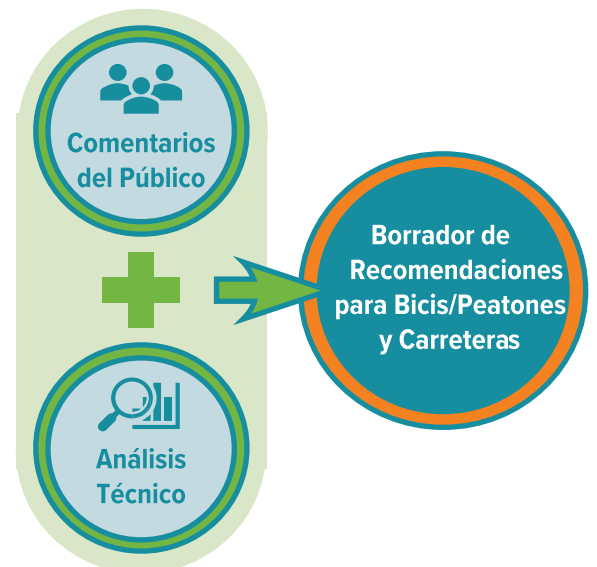 Comentarios
del Público
Borrador de
Recomendaciones
para Bicis/Peatones
y Carreteras
Análisis
Técnico